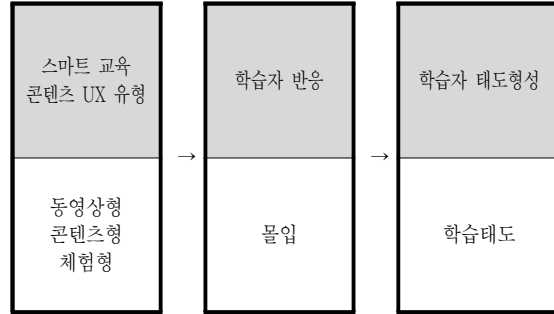 스마트 교육
콘텐츠 UX 유형
학습자 반응
학습자 태도형성
→
→
동영상형
콘텐츠형
체험형
몰입
학습태도